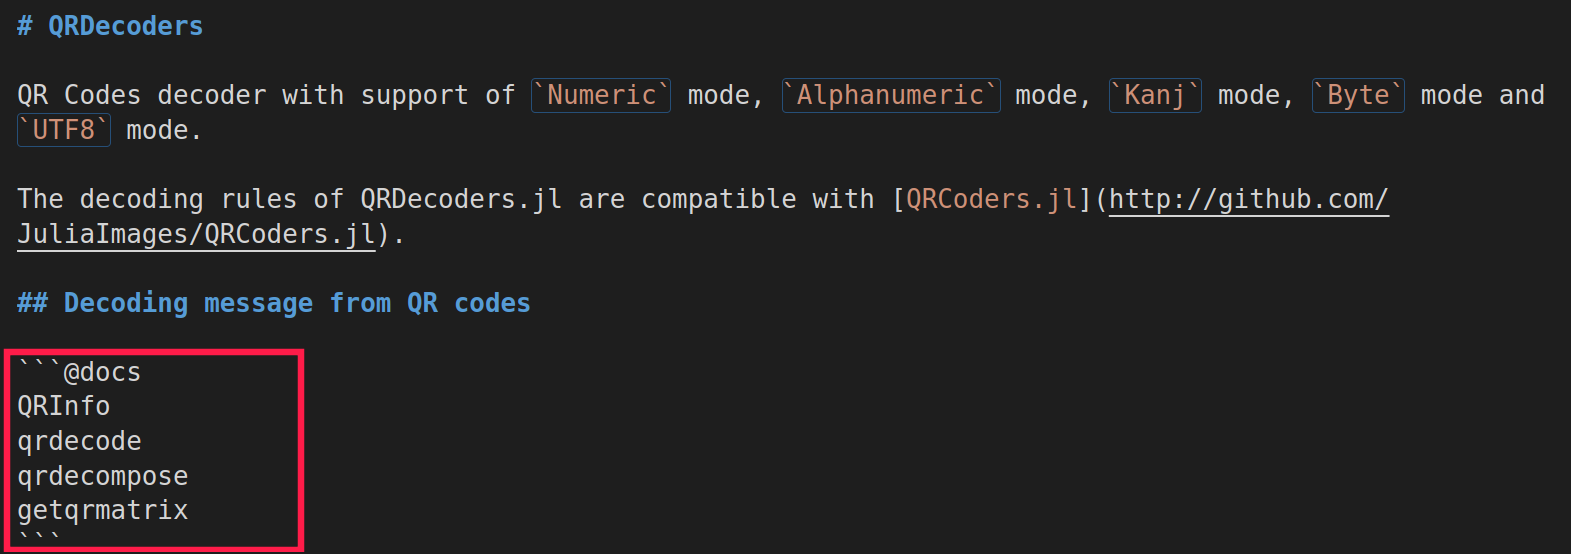 # QRDecoders
QR Codes decoder with support of `Numeric` mode, `Alphanumeric` mode, `Kanj` mode, `Byte` mode and
`UTF8` mode.
The decoding rules of QRDecoders.jl are compatible with [QRCoders.jl](http://github.com/
JuliaImages/QRCoders.jl).
## Decoding message from QR codes
```@docs
QRInfo
qrdecode
qrdecompose
getqrmatrix
```